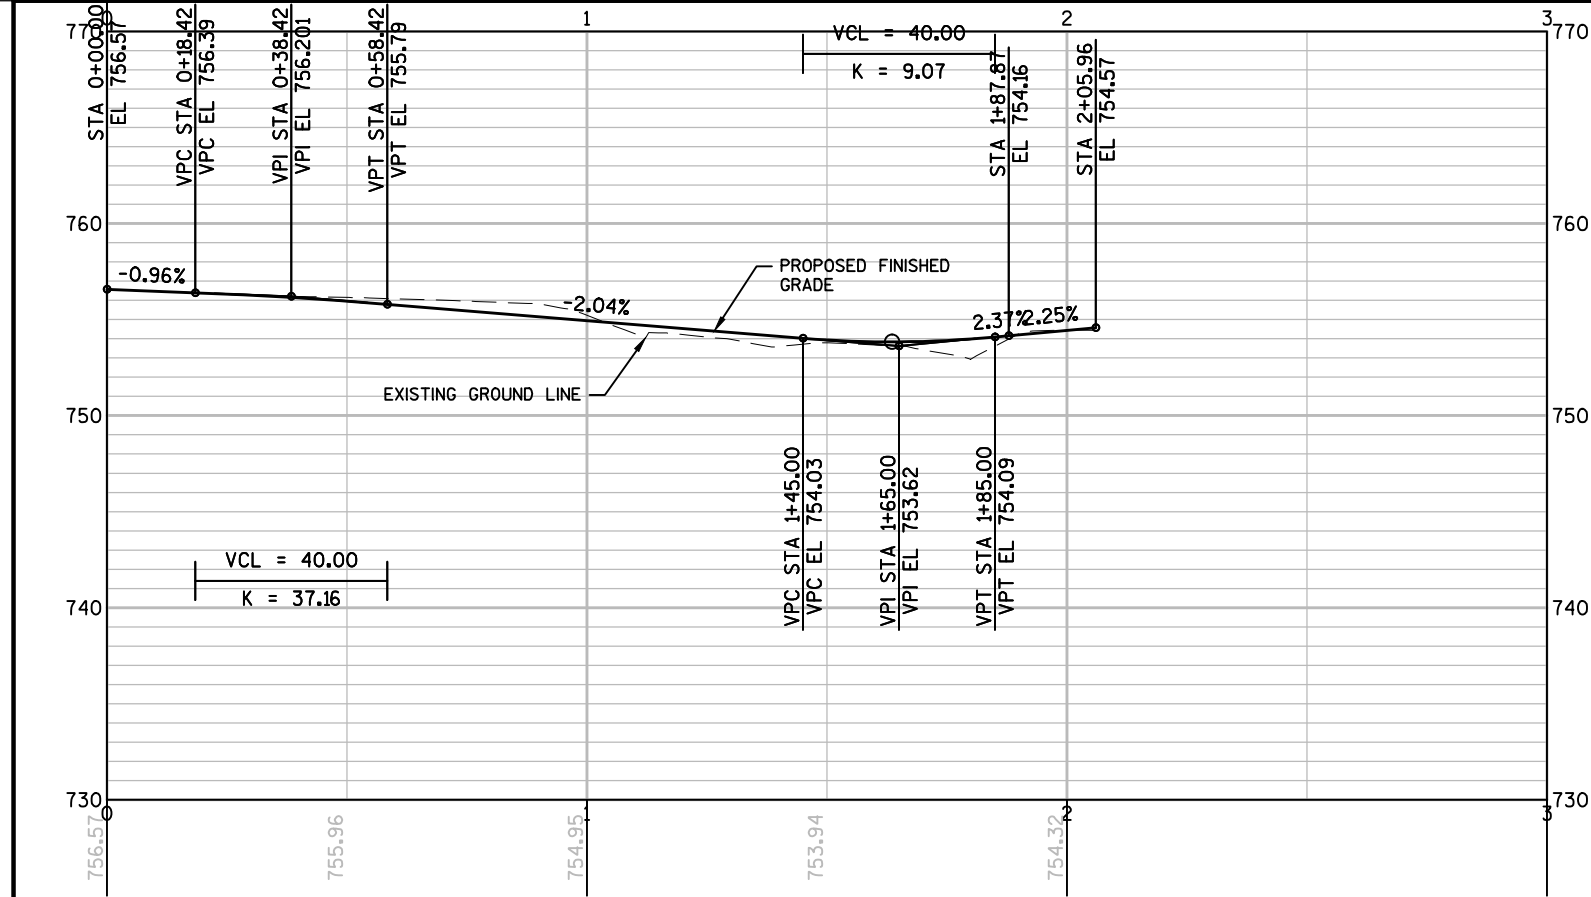 0 1 2 3
770 770
STA 0+00.00
EL 756.57
VPC STA 0+18.42
VPC EL 756.39
VPI STA 0+38.42
VPI EL 756.201
VPT STA 0+58.42
VPT EL 755.79
VCL = 40.00
K = 9.07
STA 1+87.87
EL 754.16
STA 2+05.96
EL 754.57
760 760
-0.96%
-2.04%
PROPOSED FINISHED
GRADE
2.37%
2.25%
EXISTING GROUND LINE
750 750
VPC STA 1+45.00
VPC EL 754.03
VPI STA 1+65.00
VPI EL 753.62
VPT STA 1+85.00
VPT EL 754.09
VCL = 40.00
K = 37.16
740 740
730 730
0 1 2 3
756.57
755.96
754.95
753.94
754.32